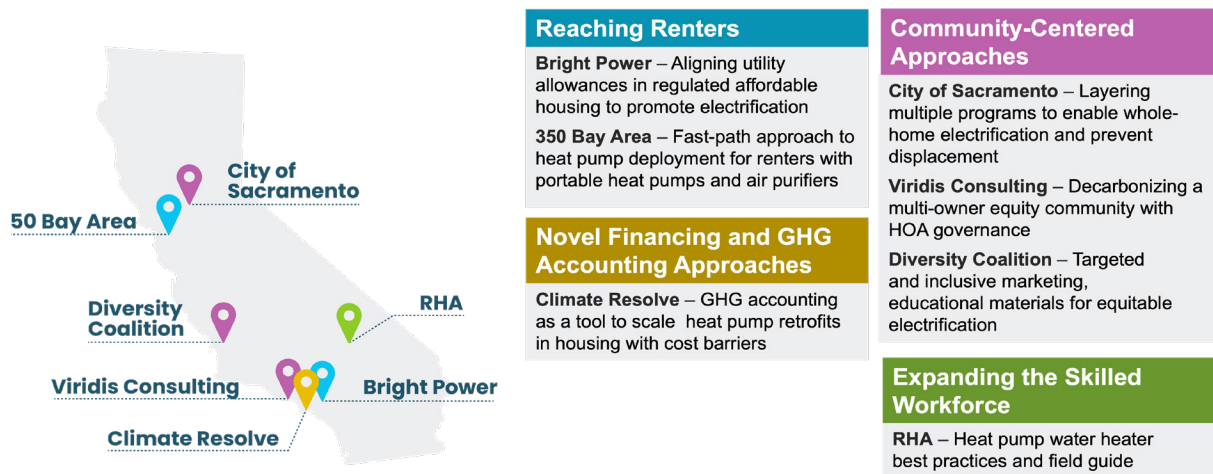 City of
Sacramento
50 Bay Area
Diversity
Coalition
RHA
Viridis Consulting
Bright Power
Climate Resolve
Reaching Renters
Bright Power – Aligning utility
allowances in regulated affordable
housing to promote electrification
350 Bay Area – Fast-path approach to
heat pump deployment for renters with
portable heat pumps and air purifiers
Novel Financing and GHG
Accounting Approaches
Climate Resolve – GHG accounting
as a tool to scale heat pump retrofits
in housing with cost barriers
Community-Centered
Approaches
City of Sacramento – Layering
multiple programs to enable whole-
home electrification and prevent
displacement
Viridis Consulting – Decarbonizing a
multi-owner equity community with
HOA governance
Diversity Coalition – Targeted
and inclusive marketing,
educational materials for equitable
electrification
Expanding the Skilled
Workforce
RHA – Heat pump water heater
best practices and field guide